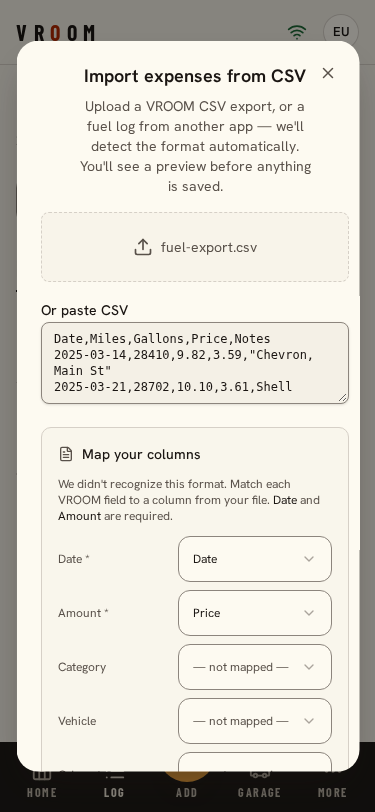 VROOM
EU
Import expenses from CSV
Upload a VROOM CSV export, or a
fuel log from another app — we'll
detect the format automatically.
You'll see a preview before anything
is saved.
fuel-export.csv
Or paste CSV
Date,Miles,Gallons,Price,Notes
2025-03-14,28410,9.82,3.59,"Chevron,
Main St"
2025-03-21,28702,10.10,3.61,Shell
Map your columns
We didn't recognize this format. Match each
VROOM field to a column from your file. Date and
Amount are required.
Date * Date
Amount * Price
Category — not mapped —
Vehicle — not mapped —
HOME LOG ADD GARAGE MORE